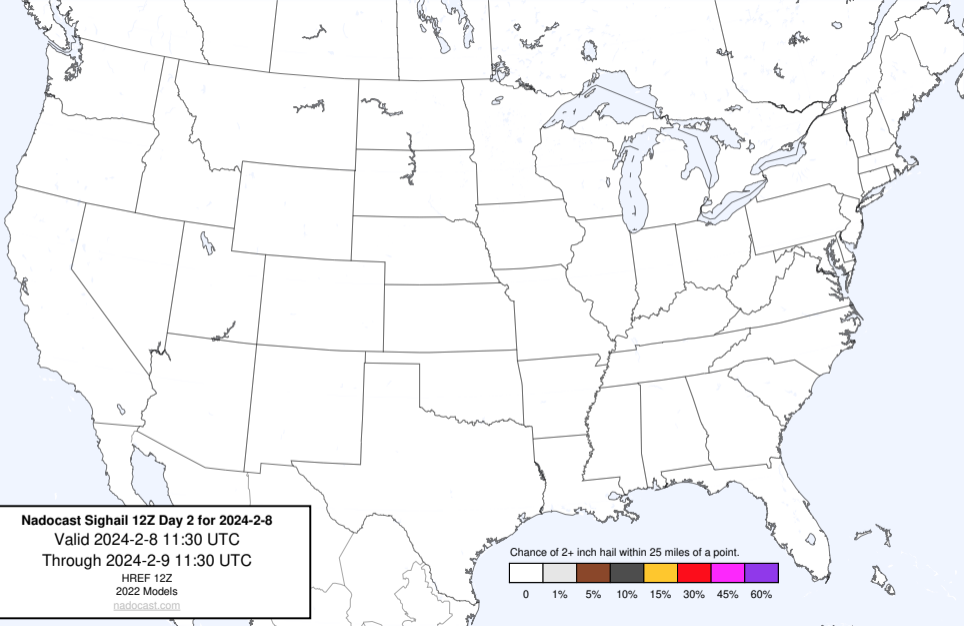 Nadocast Sighail 12Z Day 2 for 2024-2-8
Valid 2024-2-8 11:30 UTC
Through 2024-2-9 11:30 UTC
HREF 12Z
2022 Models
nadocast.com
Chance of 2+ inch hail within 25 miles of a point.
0 1% 5% 10% 15% 30% 45% 60%